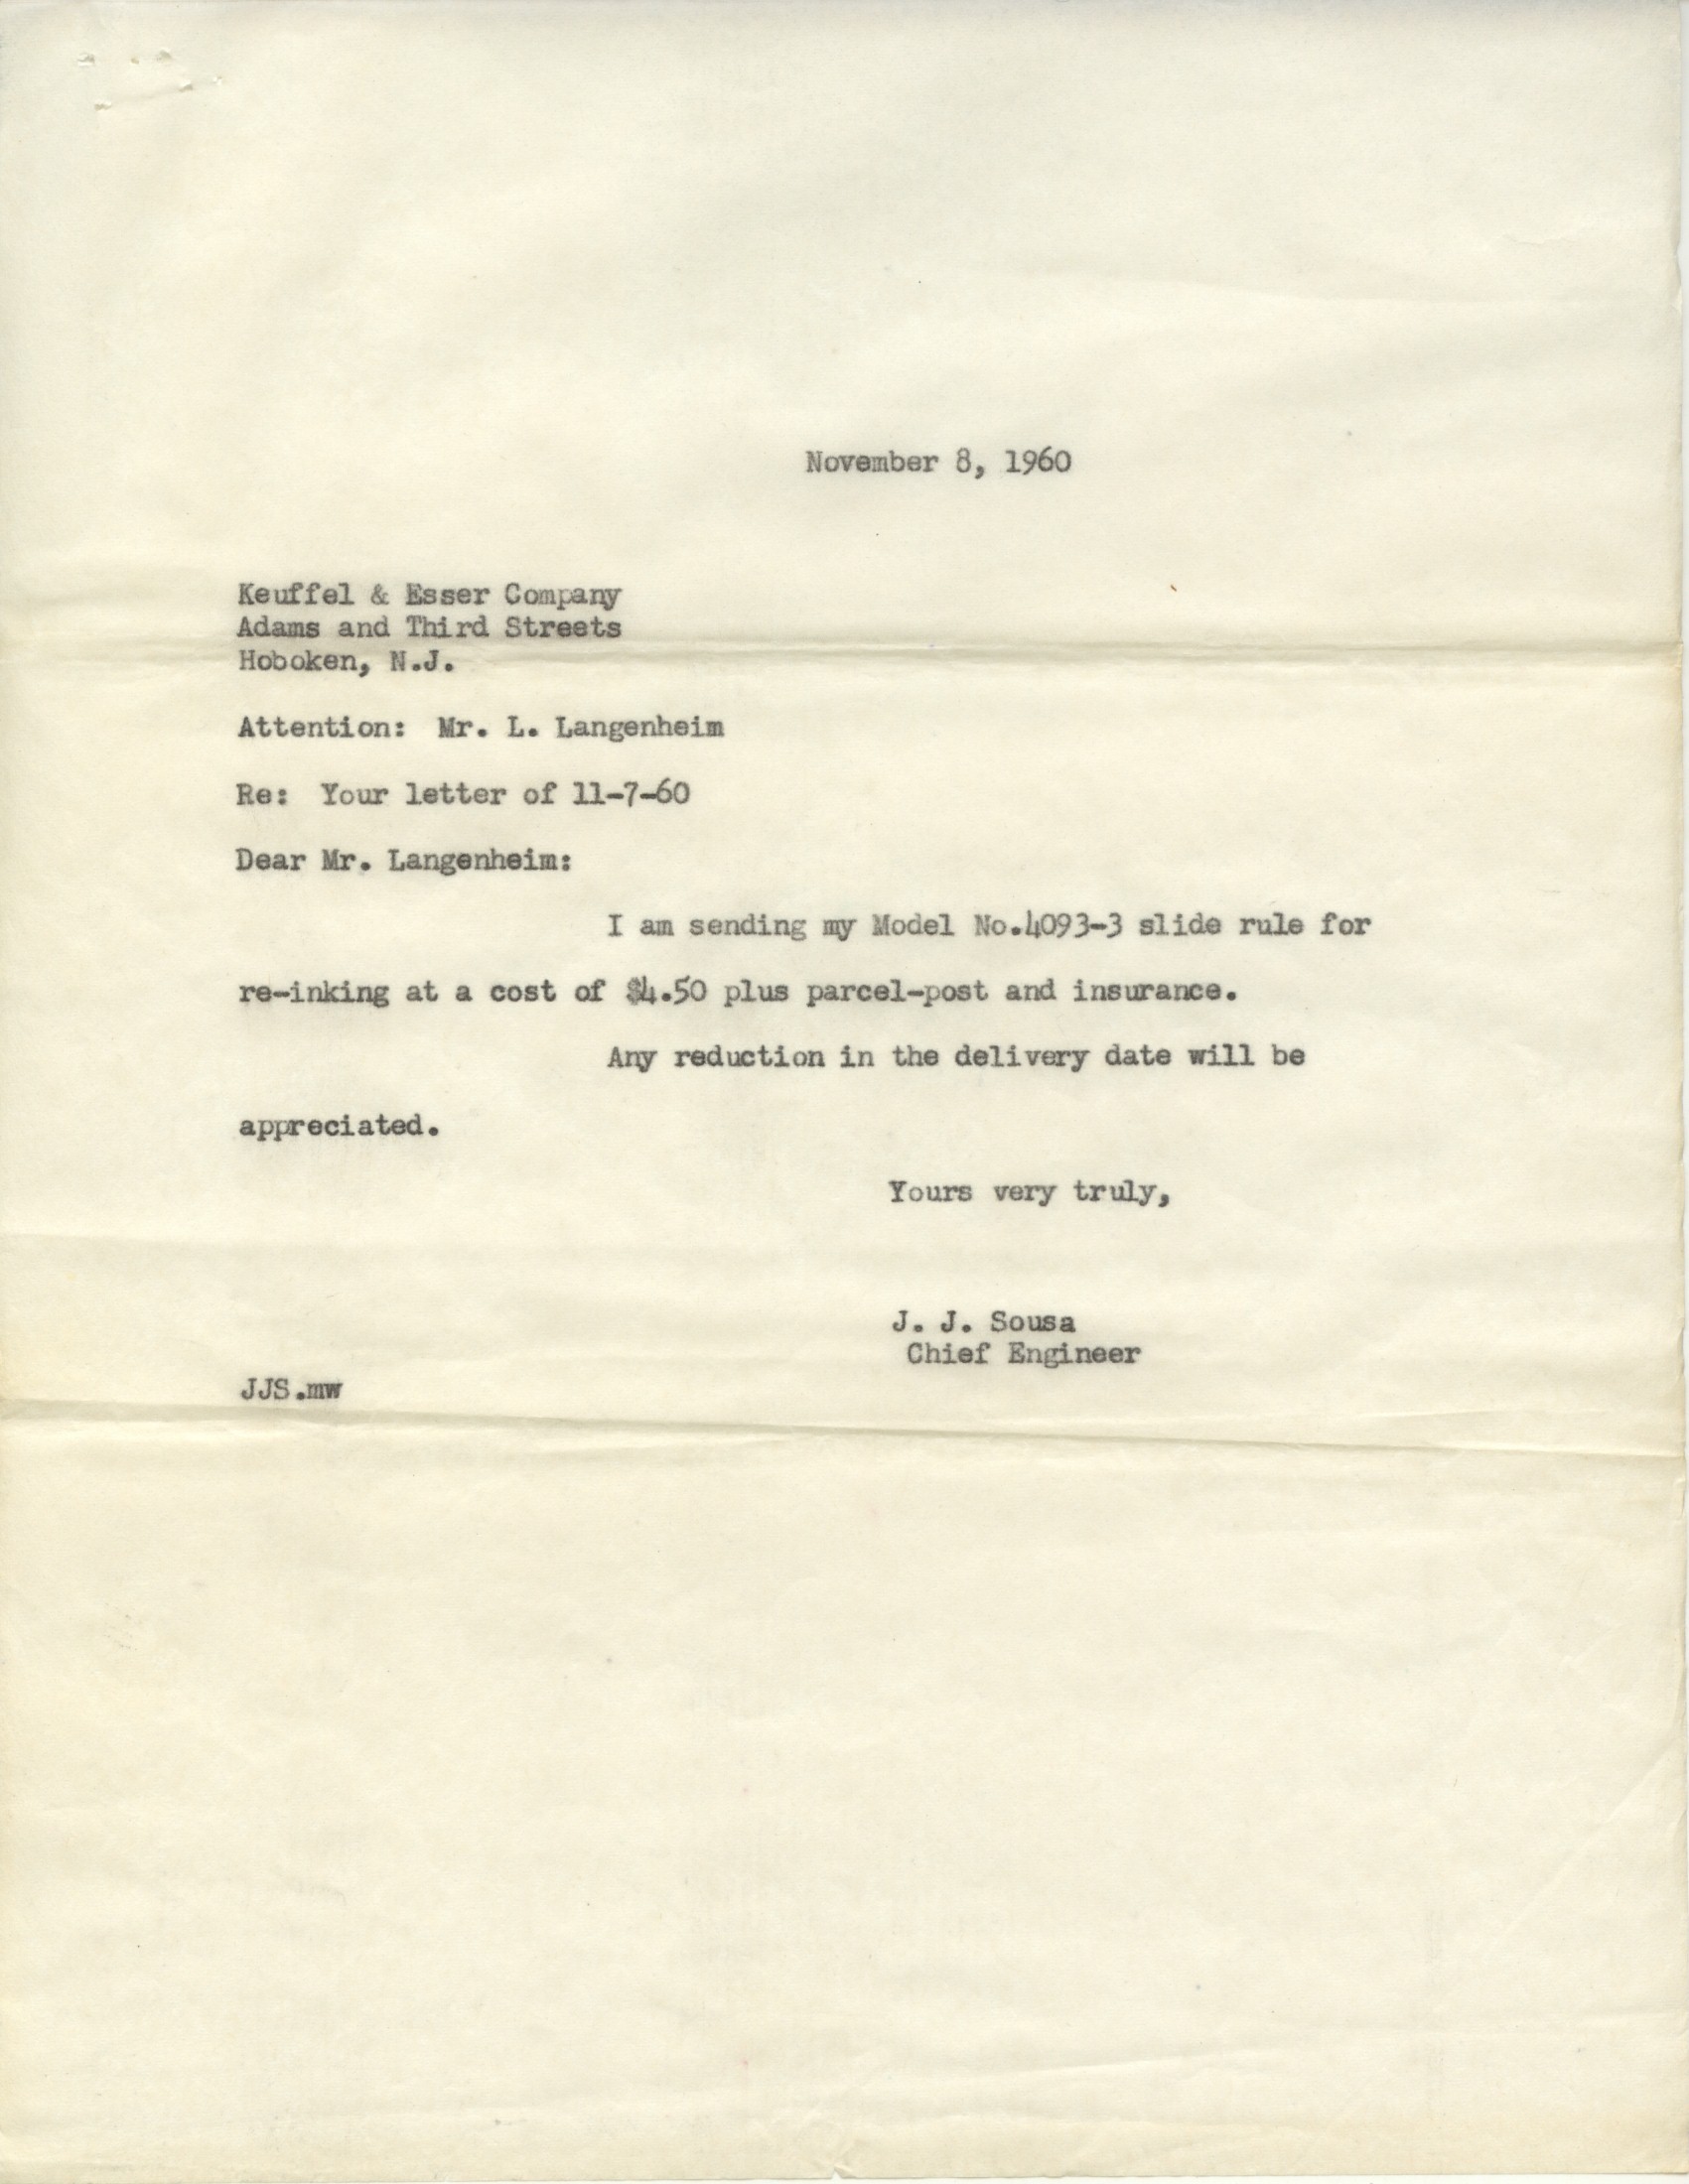 November 8, 1960
Keuffel & Esser Company
Adams and Third Streets
Hoboken, N.J.
Attention: Mr. L. Langenheim
Re: Your letter of 11-7-60
Dear Mr. Langenheim:
I am sending my Model No.4093-3 slide rule for
re-inking at a cost of $4.50 plus parcel-post and insurance.
Any reduction in the delivery date will be
appreciated.
Yours very truly,
J. J. Sousa
Chief Engineer
JJS.mw